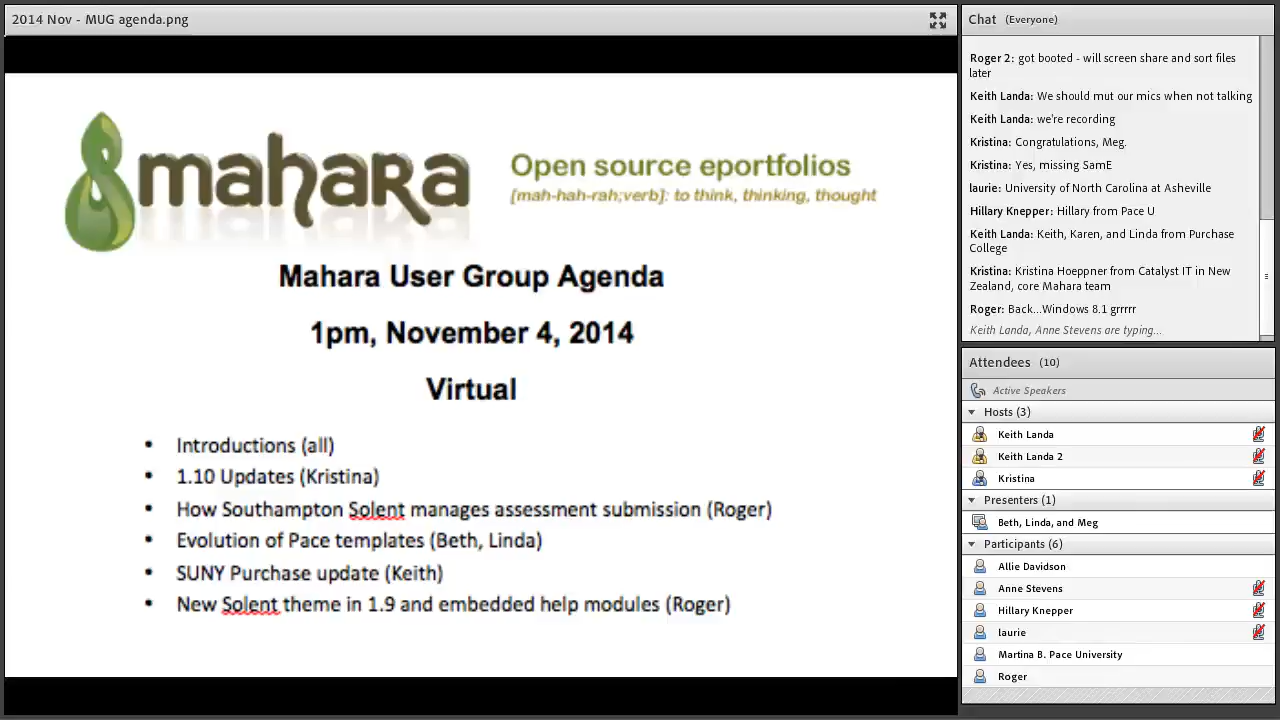 2014 Nov - MUG agenda.png
mahara
Open source eportfolios
[mah-hah-rah;verb]: to think, thinking, thought
Mahara User Group Agenda
1pm, November 4, 2014
Virtual
• Introductions (all)
• 1.10 Updates (Kristina)
• How Southampton Solent manages assessment submission (Roger)
• Evolution of Pace templates (Beth, Linda)
• SUNY Purchase update (Keith)
• New Solent theme in 1.9 and embedded help modules (Roger)
Chat (Everyone)
Roger 2: got booted - will screen share and sort files
later
Keith Landa: We should mut our mics when not talking
Keith Landa: we're recording
Kristina: Congratulations, Meg.
Kristina: Yes, missing SamE
laurie: University of North Carolina at Asheville
Hillary Knepper: Hillary from Pace U
Keith Landa: Keith, Karen, and Linda from Purchase
College
Kristina: Kristina Hoeppner from Catalyst IT in New
Zealand, core Mahara team
Roger: Back...Windows 8.1 grrrrr
Keith Landa, Anne Stevens are typing...
Attendees (10)
Active Speakers
Hosts (3)
Keith Landa
Keith Landa 2
Kristina
Presenters (1)
Beth, Linda, and Meg
Participants (6)
Allie Davidson
Anne Stevens
Hillary Knepper
laurie
Martina B. Pace University
Roger